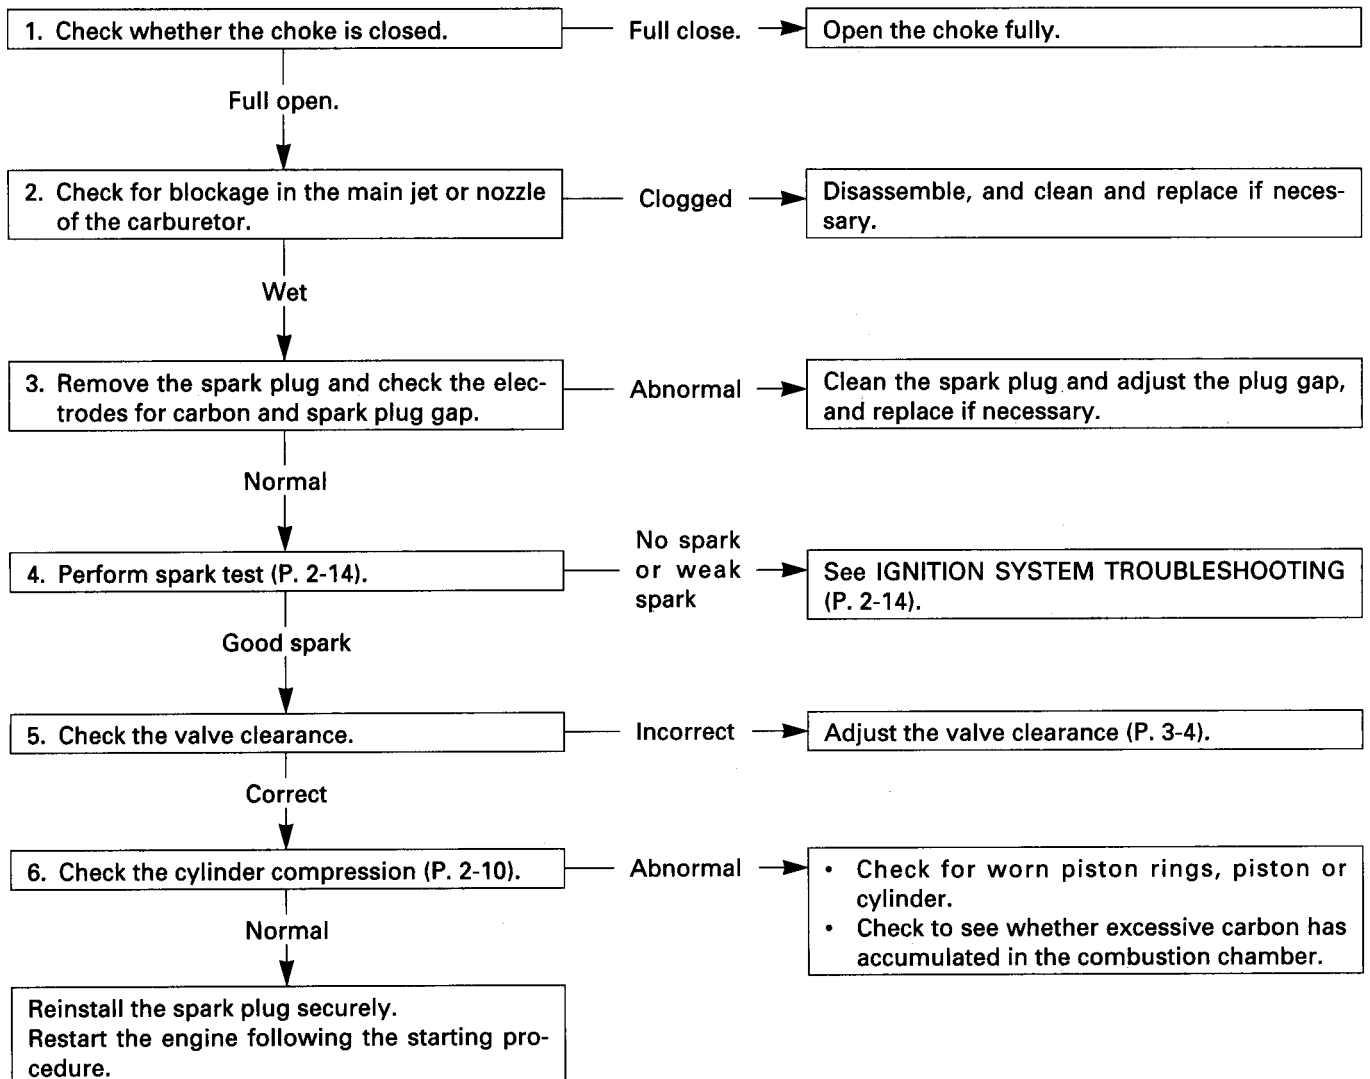 1. Check whether the choke is closed.
Full close.
Open the choke fully.
Full open.
2. Check for blockage in the main jet or nozzle
of the carburetor.
Clogged
Disassemble, and clean and replace if neces-
sary.
Wet
3. Remove the spark plug and check the elec-
trodes for carbon and spark plug gap.
Abnormal
Clean the spark plug and adjust the plug gap,
and replace if necessary.
Normal
4. Perform spark test (P. 2-14).
No spark
or weak
spark
See IGNITION SYSTEM TROUBLESHOOTING
(P. 2-14).
Good spark
5. Check the valve clearance.
Incorrect
Adjust the valve clearance (P. 3-4).
Correct
6. Check the cylinder compression (P. 2-10).
Abnormal
• Check for worn piston rings, piston or
cylinder.
• Check to see whether excessive carbon has
accumulated in the combustion chamber.
Normal
Reinstall the spark plug securely.
Restart the engine following the starting pro-
cedure.